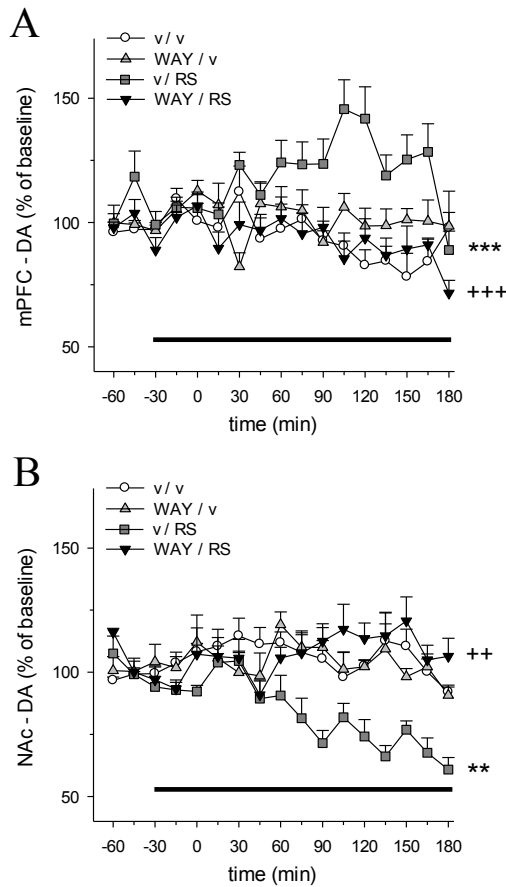 A
v / v
WAY / v
v / RS
WAY / RS
mPFC - DA (% of baseline)
150
100
50
***
+++
-60 -30 0 30 60 90 120 150 180
time (min)
B
v / v
WAY / v
v / RS
WAY / RS
NAc - DA (% of baseline)
150
100
50
++
**
-60 -30 0 30 60 90 120 150 180
time (min)